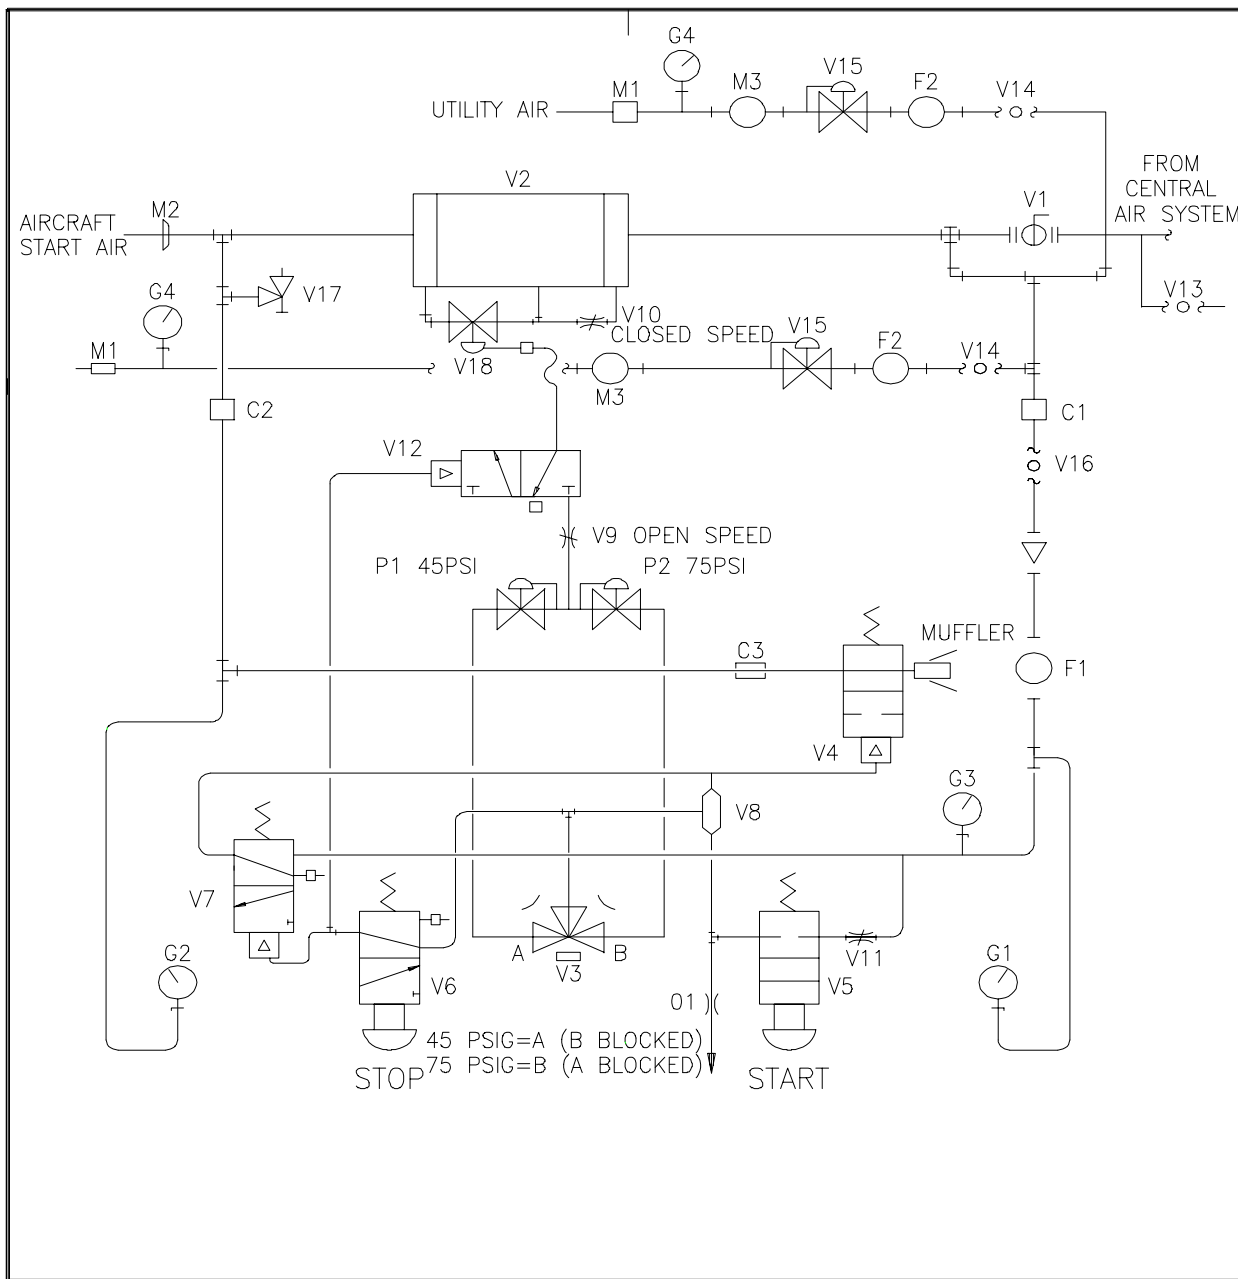 G4
V15
M3
F2
M1
V14
UTILITY AIR
FROM
CENTRAL
AIR SYSTEM
V2
V1
M2
AIRCRAFT
START AIR
G4
V17
V13
V10
CLOSED SPEED
V15
F2
V14
M1
V18
M3
C2
C1
V12
V16
V9 OPEN SPEED
P1 45PSI
P2 75PSI
MUFFLER
C3
F1
V4
G3
V8
V7
G2
A
B
V3
V11
G1
V6
V5
O1
45 PSIG=A (B BLOCKED)
75 PSIG=B (A BLOCKED)
STOP
START